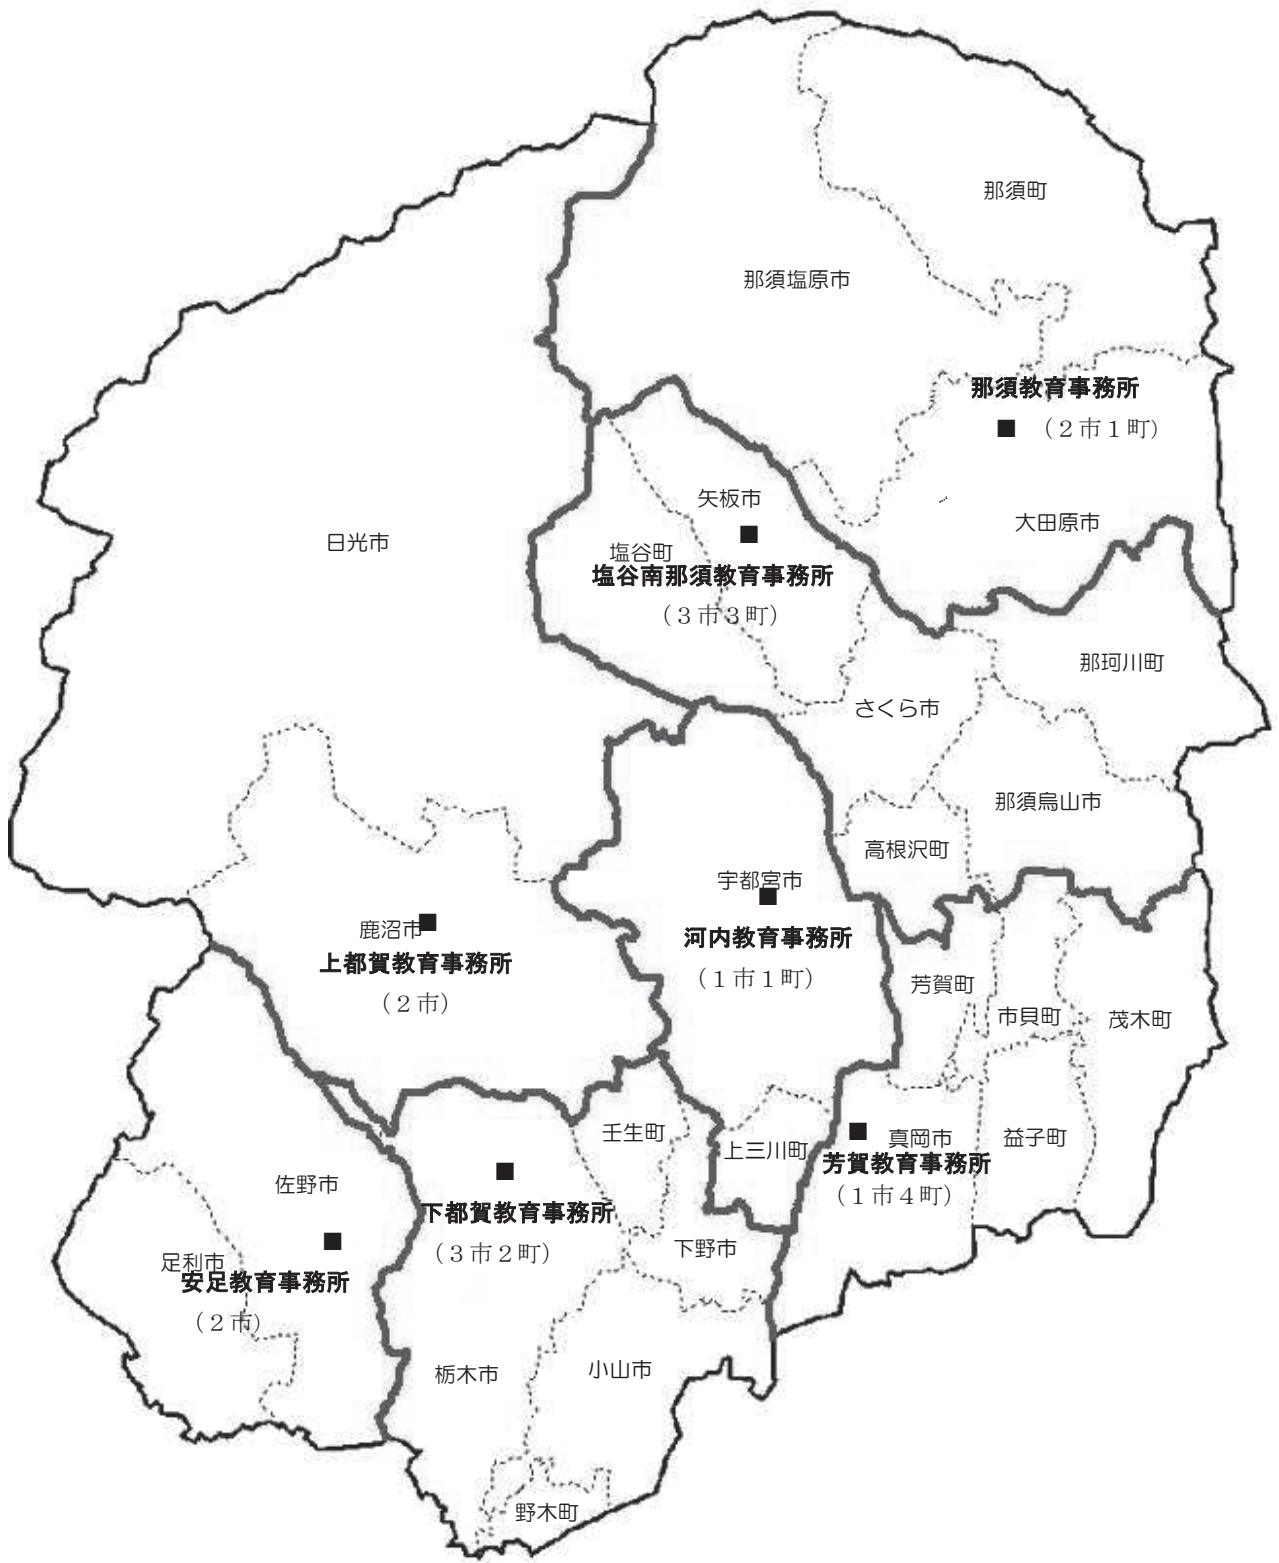 那須町
那須塩原市
那須教育事務所
（２市１町）
矢板市
大田原市
日光市
塩谷町
塩谷南那須教育事務所
（３市３町）
那珂川町
さくら市
那須烏山市
高根沢町
宇都宮市
鹿沼市
河内教育事務所
上都賀教育事務所
（１市１町）
芳賀町
（２市）
市貝町
茂木町
壬生町
上三川町
真岡市
益子町
芳賀教育事務所
佐野市
（１市４町）
下都賀教育事務所
（３市２町）
下野市
足利市
安足教育事務所
（２市）
栃木市
小山市
野木町